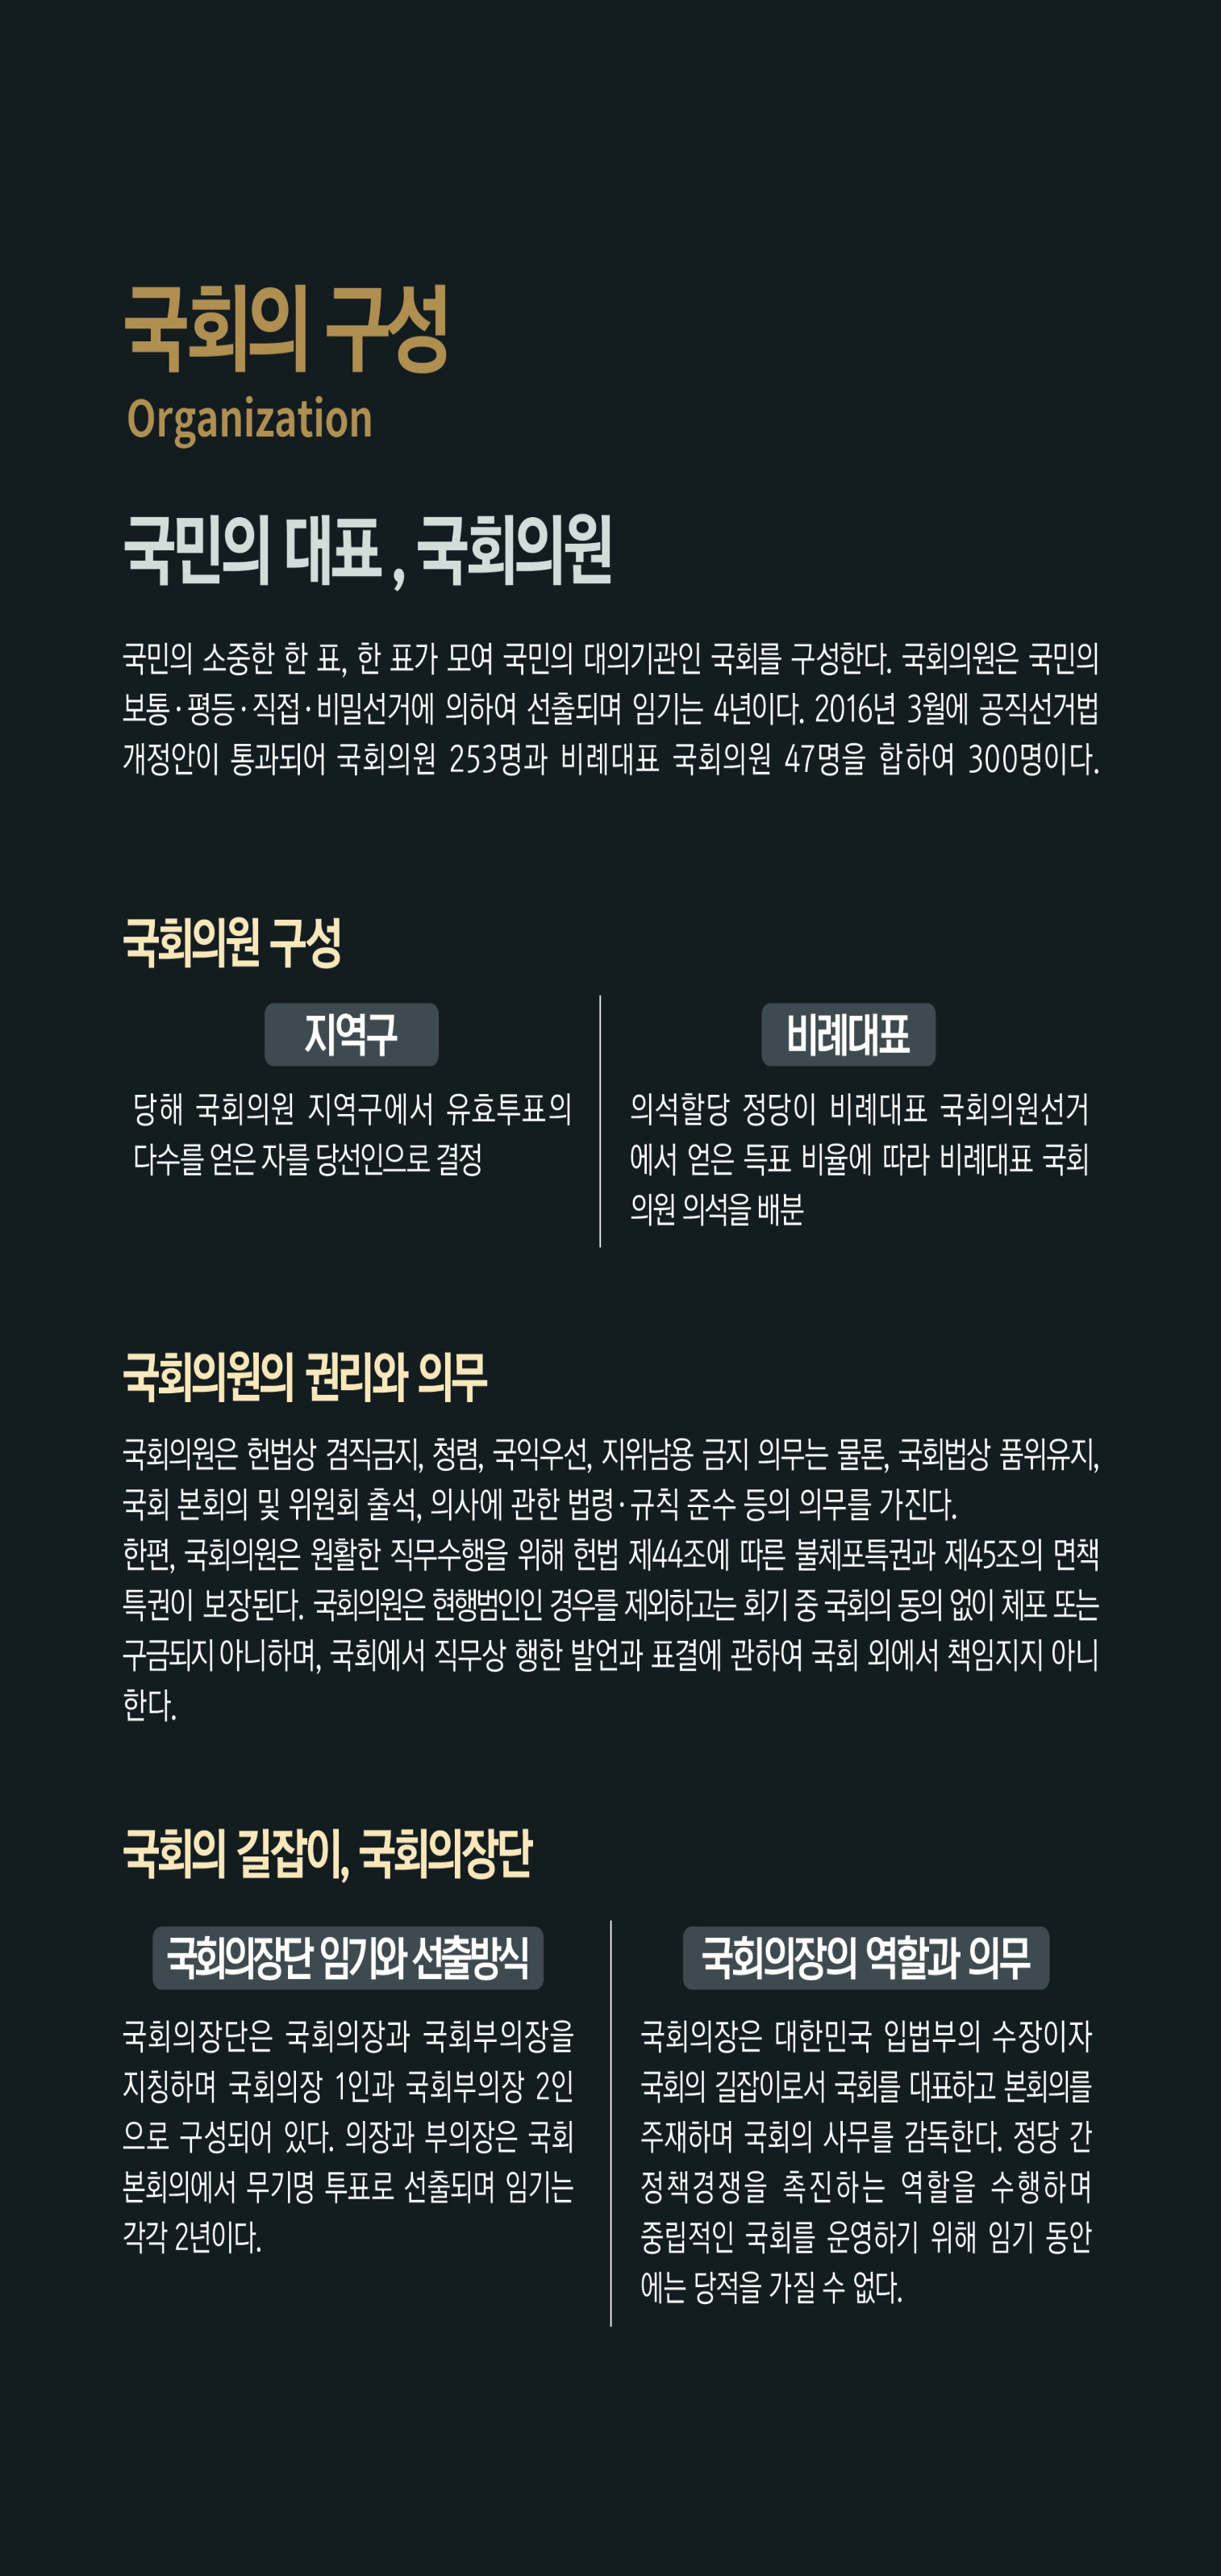 국회의 구성
Organization
국민의 대표, 국회의원
국민의 소중한 한 표, 한 표가 모여 국민의 대의기관인 국회를 구성한다. 국회의원은 국민의
보통·평등·직접·비밀선거에 의하여 선출되며 임기는 4년이다. 2016년 3월에 공직선거법
개정안이 통과되어 국회의원 253명과 비례대표 국회의원 47명을 합하여 300명이다.
국회의원 구성
지역구
당해 국회의원 지역구에서 유효투표의
다수를 얻은 자를 당선인으로 결정
비례대표
의석할당 정당이 비례대표 국회의원선거
에서 얻은 득표 비율에 따라 비례대표 국회
의원 의석을 배분
국회의원의 권리와 의무
국회의원은 헌법상 겸직금지, 청렴, 국익우선, 지위남용 금지 의무는 물론, 국회법상 품위유지,
국회 본회의 및 위원회 출석, 의사에 관한 법령·규칙 준수 등의 의무를 가진다.
한편, 국회의원은 원활한 직무수행을 위해 헌법 제44조에 따른 불체포특권과 제45조의 면책
특권이 보장된다. 국회의원은 현행범인인 경우를 제외하고는 회기 중 국회의 동의 없이 체포 또는
구금되지 아니하며, 국회에서 직무상 행한 발언과 표결에 관하여 국회 외에서 책임지지 아니
한다.
국회의 길잡이, 국회의장단
국회의장단 임기와 선출방식
국회의장단은 국회의장과 국회부의장을
지칭하며 국회의장 1인과 국회부의장 2인
으로 구성되어 있다. 의장과 부의장은 국회
본회의에서 무기명 투표로 선출되며 임기는
각각 2년이다.
국회의장의 역할과 의무
국회의장은 대한민국 입법부의 수장이자
국회의 길잡이로서 국회를 대표하고 본회의를
주재하며 국회의 사무를 감독한다. 정당 간
정책경쟁을 촉진하는 역할을 수행하며
중립적인 국회를 운영하기 위해 임기 동안
에는 당적을 가질 수 없다.